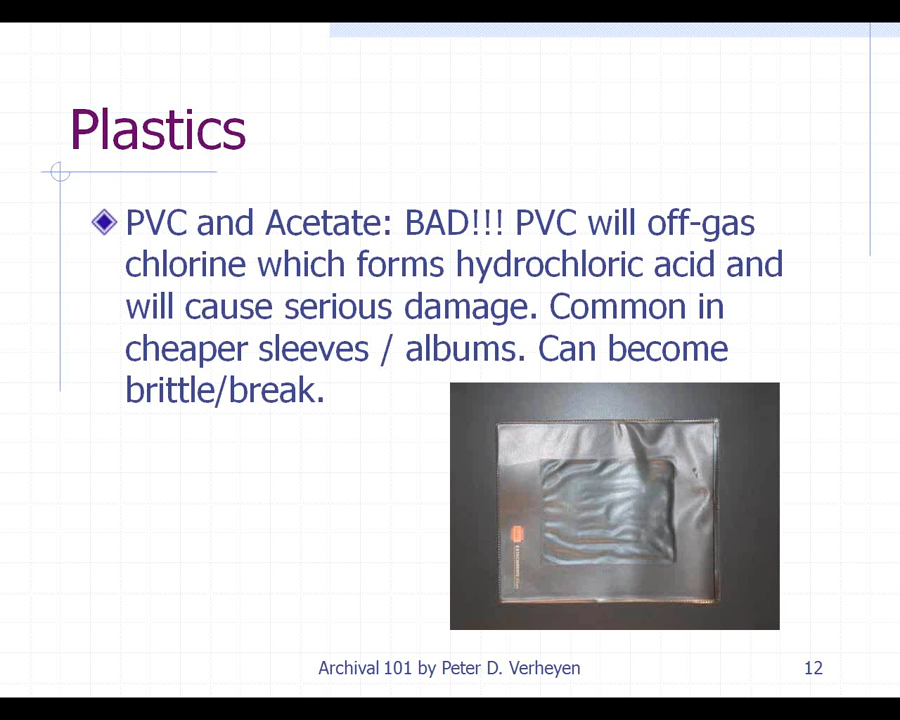 Plastics
PVC and Acetate: BAD!!! PVC will off-gas
chlorine which forms hydrochloric acid and
will cause serious damage. Common in
cheaper sleeves / albums. Can become
brittle/break.
Archival 101 by Peter D. Verheyen
12